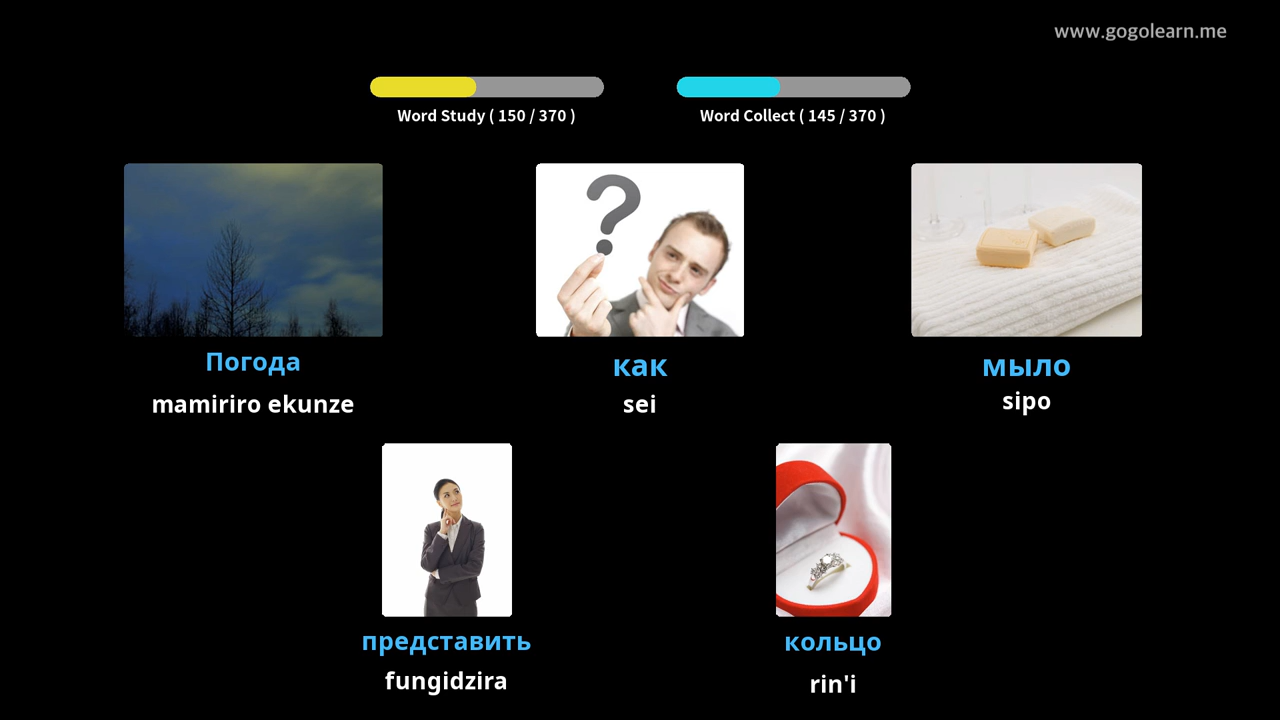 www.gogolearn.me
Word Study ( 150 / 370 )
Word Collect ( 145 / 370 )
Погода
mamiriro ekunze
как
sei
мыло
sipo
представить
fungidzira
кольцо
rin'i